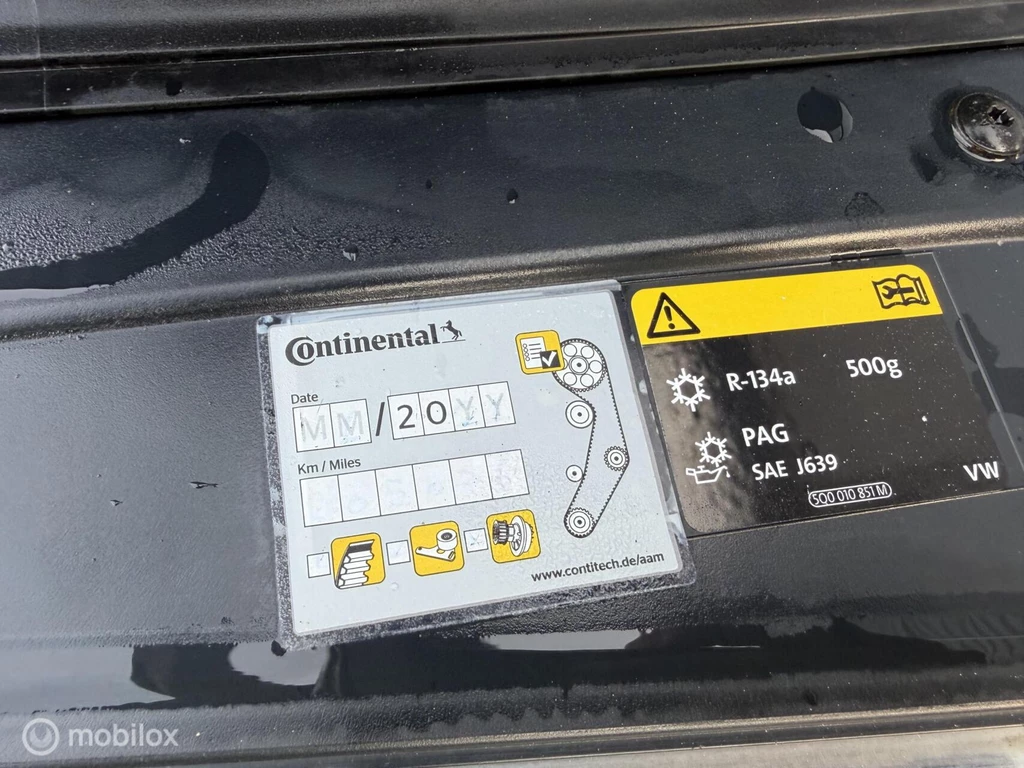 Continental
Date
MM/20YY
Km / Miles
www.contitech.de/aam
R-134a 500g
PAG
SAE J639
5Q0 010 851 M
VW
mobilox